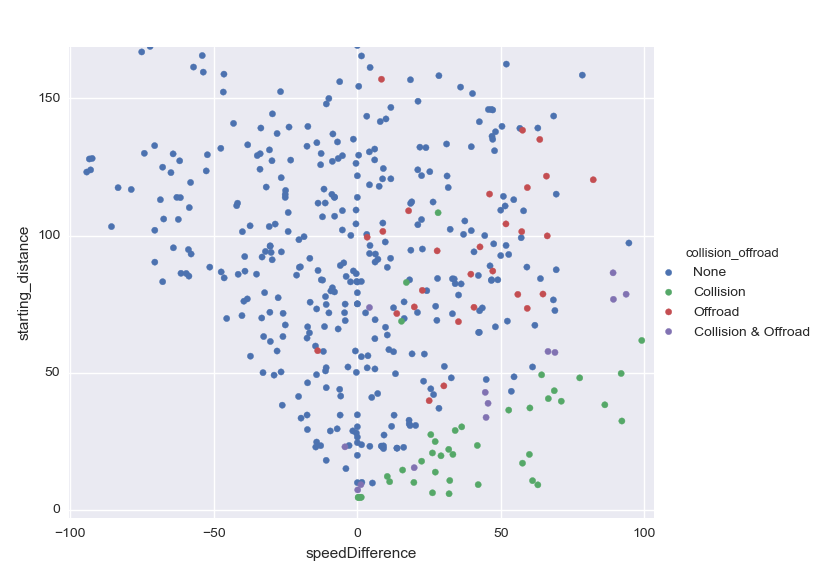 150
100
50
0
starting_distance
−100
−50
0
50
100
speedDifference
collision_offroad
None
Collision
Offroad
Collision & Offroad